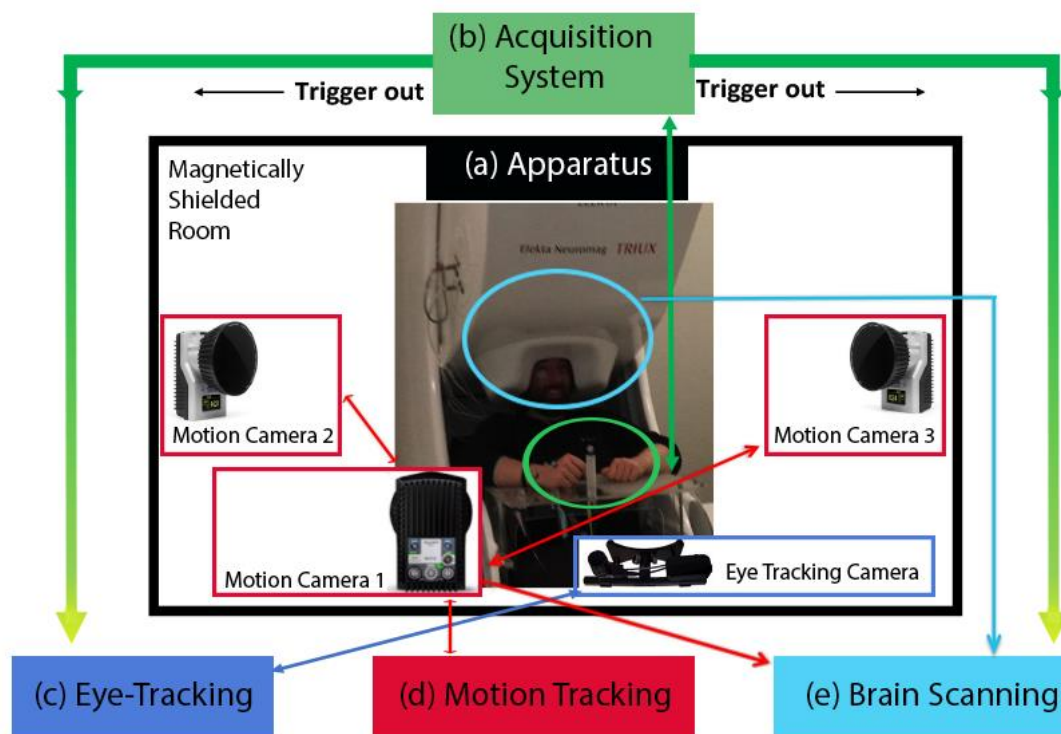 (b) Acquisition
System
Trigger out
Trigger out
(a) Apparatus
Magnetically
Shielded
Room
Elekta Neuromag TRIUX
Motion Camera 2
Motion Camera 3
Motion Camera 1
Eye Tracking Camera
(c) Eye-Tracking
(d) Motion Tracking
(e) Brain Scanning